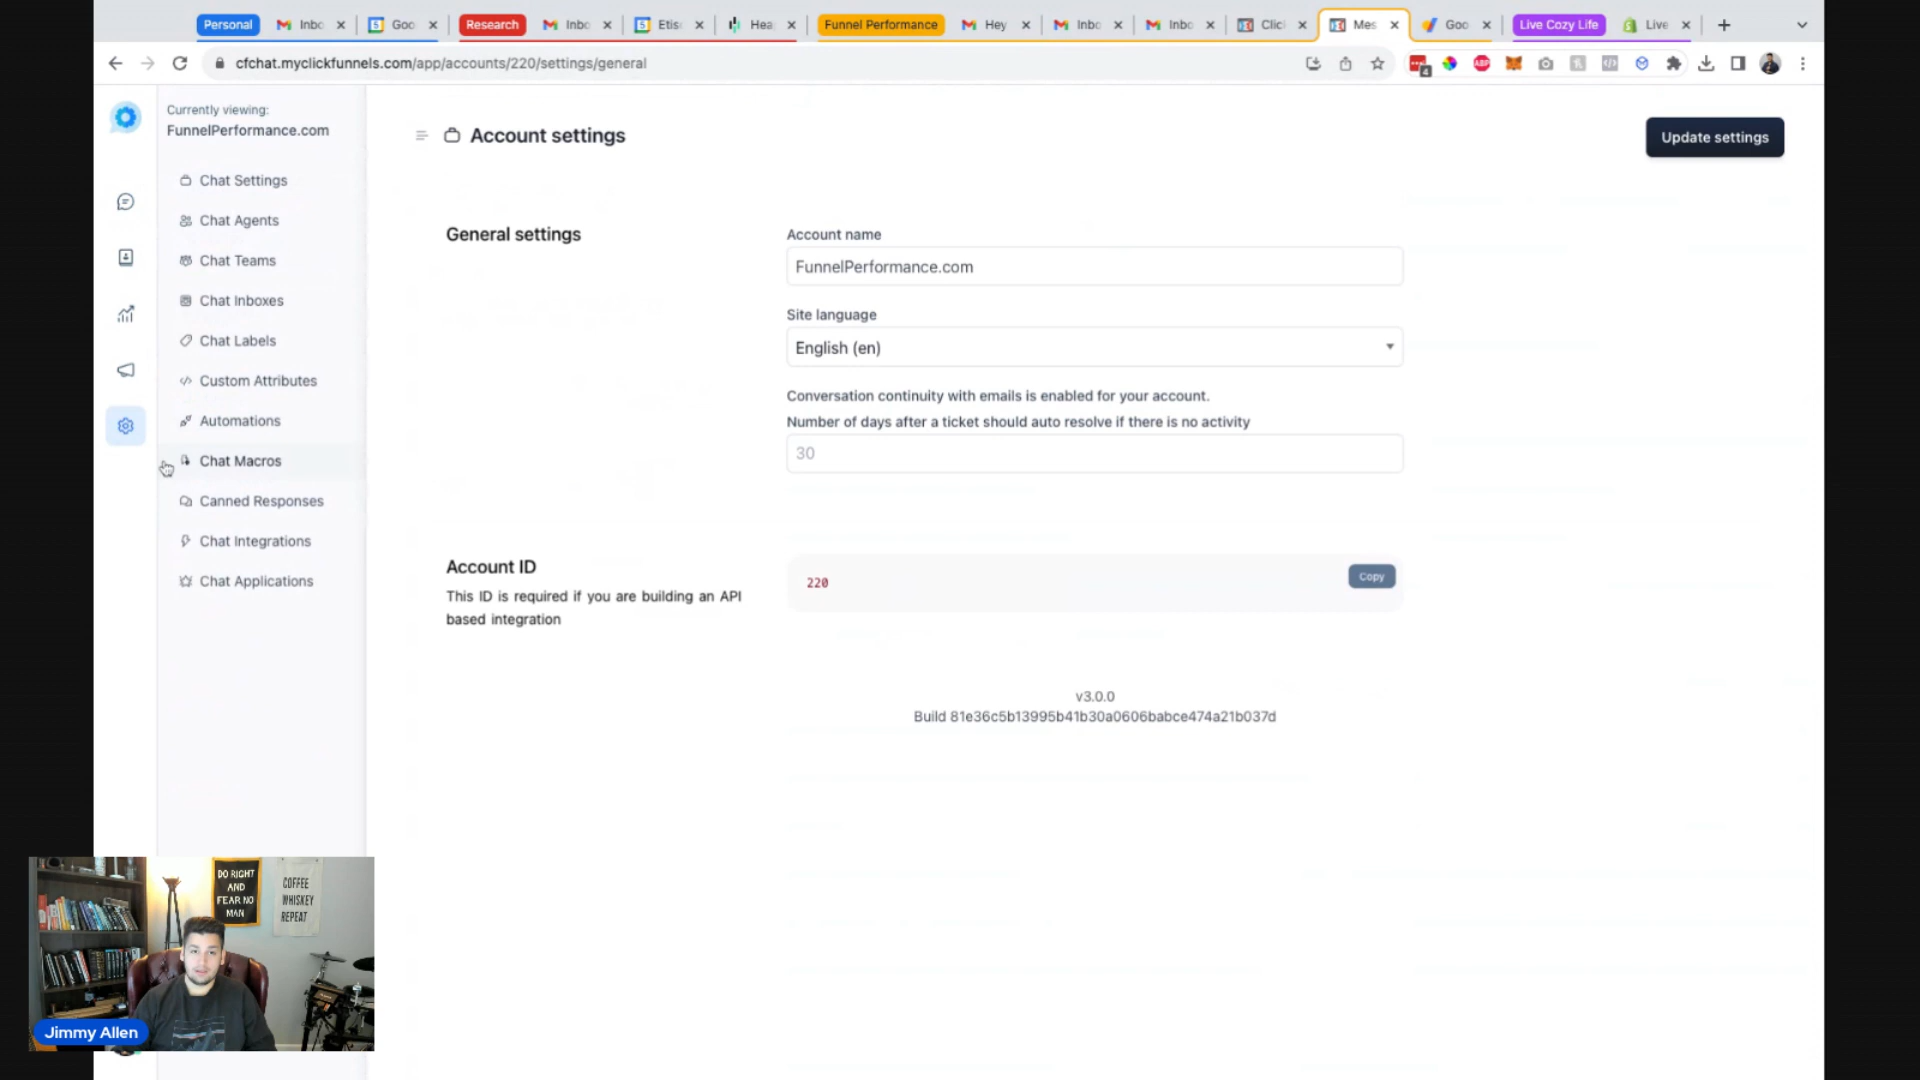 Personal
Inbo
Goo
Research
Inbo
Etis
Hea
Funnel Performance
Hey
Inbo
Inbo
Clic
Mes
Goo
Live Cozy Life
Live
cfchat.myclickfunnels.com/app/accounts/220/settings/general
ABP
4
Currently viewing:
FunnelPerformance.com
Chat Settings
Chat Agents
Chat Teams
Chat Inboxes
Chat Labels
Custom Attributes
Automations
Chat Macros
Canned Responses
Chat Integrations
Chat Applications
Account settings
Update settings
General settings
Account name
FunnelPerformance.com
Site language
English (en)
Conversation continuity with emails is enabled for your account.
Number of days after a ticket should auto resolve if there is no activity
30
Account ID
This ID is required if you are building an API
based integration
220
Copy
v3.0.0
Build 81e36c5b13995b41b30a0606babce474a21b037d
DO RIGHT
AND
FEAR NO
MAN
COFFEE
WHISKEY
REPEAT
Jimmy Allen